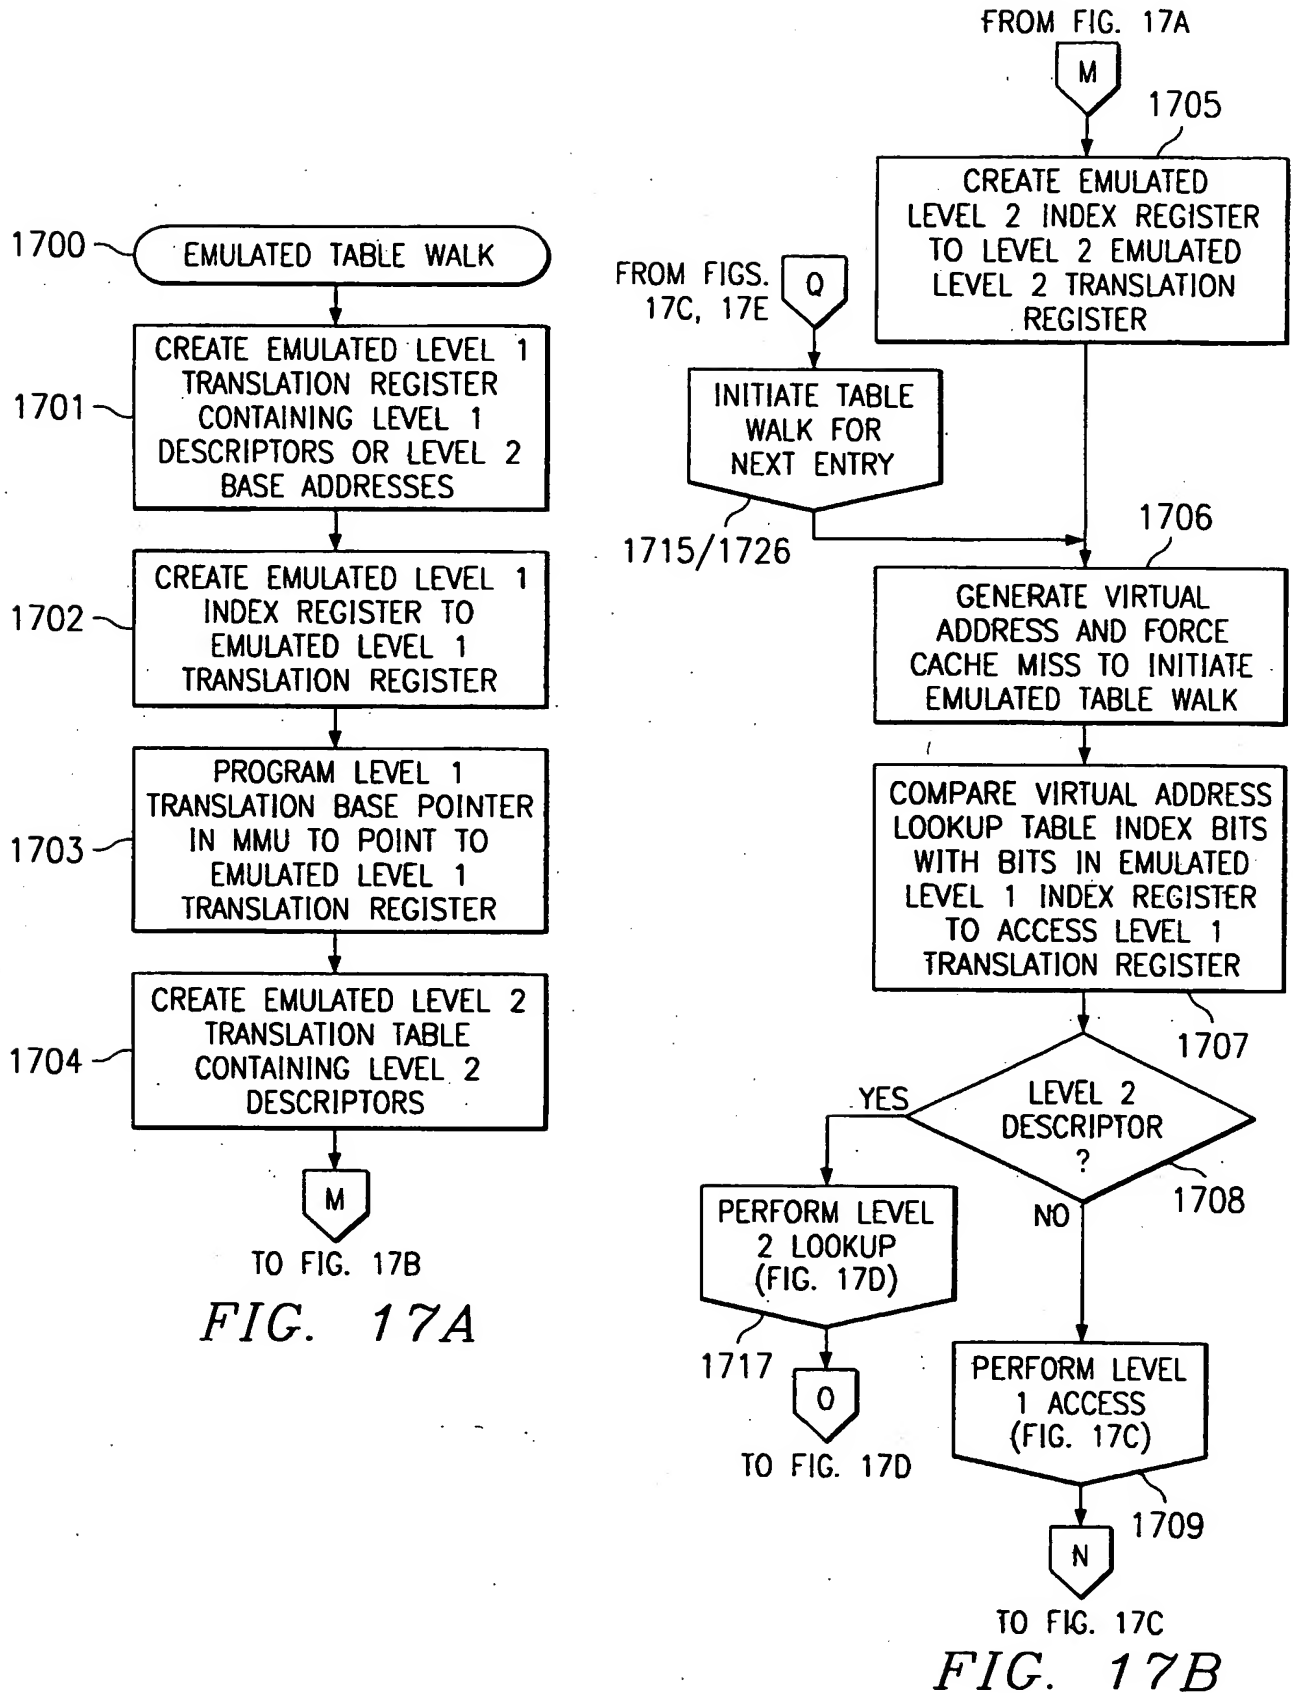 1700
EMULATED TABLE WALK
1701
CREATE EMULATED LEVEL 1
TRANSLATION REGISTER
CONTAINING LEVEL 1
DESCRIPTORS OR LEVEL 2
BASE ADDRESSES
1702
CREATE EMULATED LEVEL 1
INDEX REGISTER TO
EMULATED LEVEL 1
TRANSLATION REGISTER
1703
PROGRAM LEVEL 1
TRANSLATION BASE POINTER
IN MMU TO POINT TO
EMULATED LEVEL 1
TRANSLATION REGISTER
1704
CREATE EMULATED LEVEL 2
TRANSLATION TABLE
CONTAINING LEVEL 2
DESCRIPTORS
M
TO FIG. 17B
FIG. 17A
FROM FIG. 17A
M
1705
CREATE EMULATED
LEVEL 2 INDEX REGISTER
TO LEVEL 2 EMULATED
LEVEL 2 TRANSLATION
REGISTER
FROM FIGS.
17C, 17E
Q
INITIATE TABLE
WALK FOR
NEXT ENTRY
1715/1726
1706
GENERATE VIRTUAL
ADDRESS AND FORCE
CACHE MISS TO INITIATE
EMULATED TABLE WALK
COMPARE VIRTUAL ADDRESS
LOOKUP TABLE INDEX BITS
WITH BITS IN EMULATED
LEVEL 1 INDEX REGISTER
TO ACCESS LEVEL 1
TRANSLATION REGISTER
1707
LEVEL 2
DESCRIPTOR
?
1708
YES
NO
PERFORM LEVEL
2 LOOKUP
(FIG. 17D)
1717
O
TO FIG. 17D
PERFORM LEVEL
1 ACCESS
(FIG. 17C)
1709
N
TO FIG. 17C
FIG. 17B